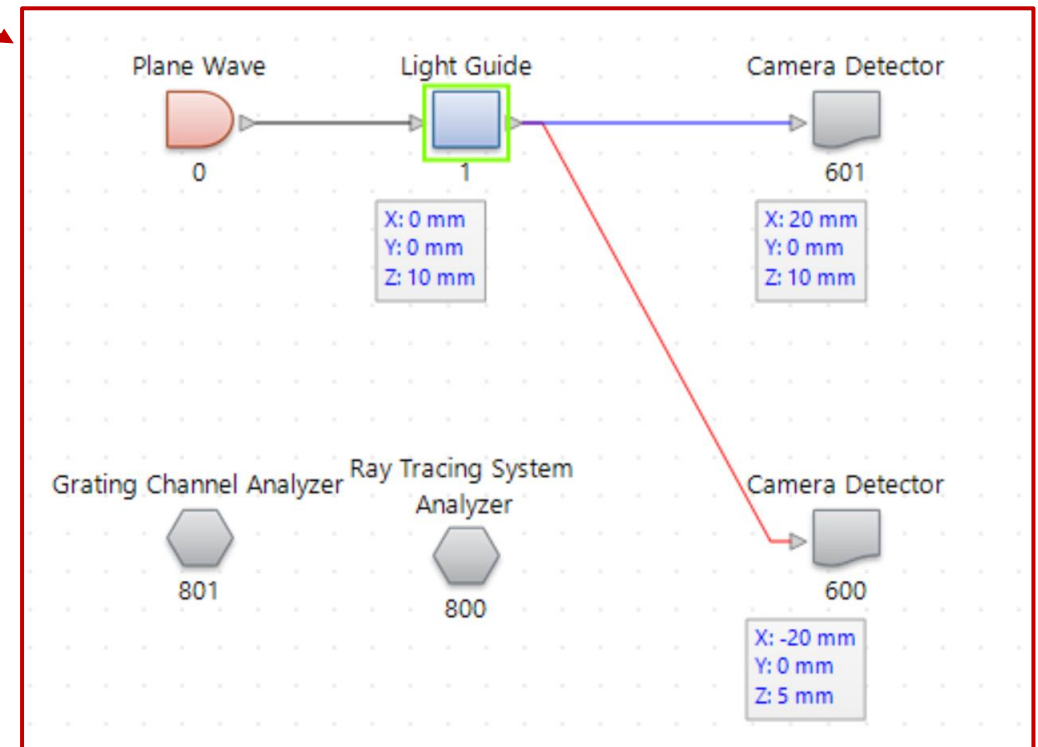 Plane Wave
0
Light Guide
1
X: 0 mm
Y: 0 mm
Z: 10 mm
Camera Detector
601
X: 20 mm
Y: 0 mm
Z: 10 mm
Grating Channel Analyzer
801
Ray Tracing System
Analyzer
800
Camera Detector
600
X: -20 mm
Y: 0 mm
Z: 5 mm